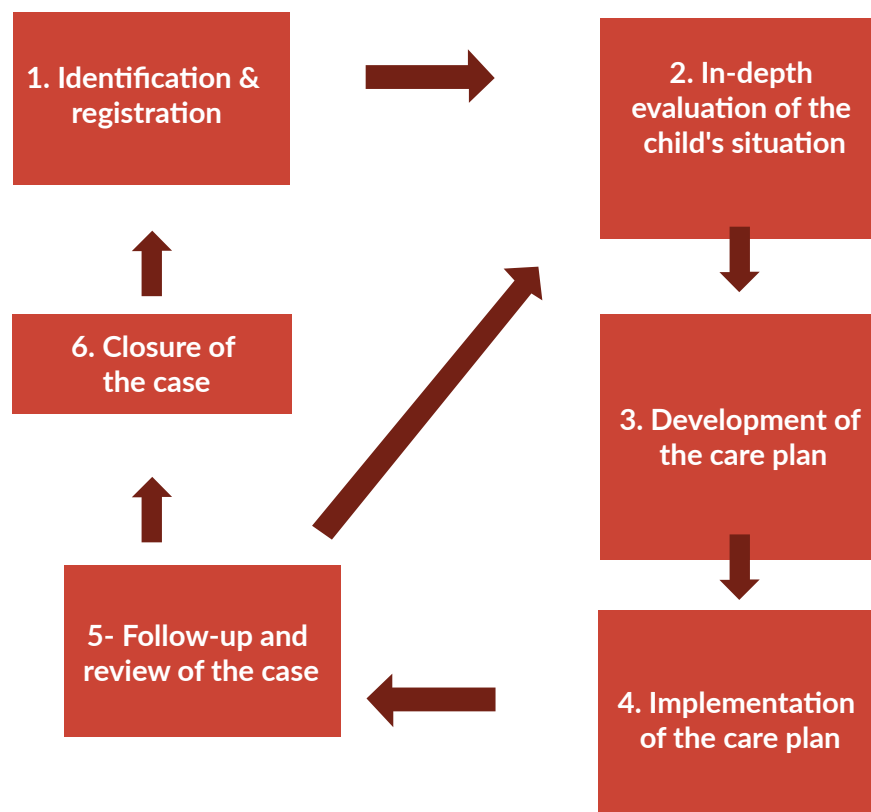 1. Identification &
registration
2. In-depth
evaluation of the
child's situation
3. Development of
the care plan
4. Implementation
of the care plan
5- Follow-up and
review of the case
6. Closure of
the case